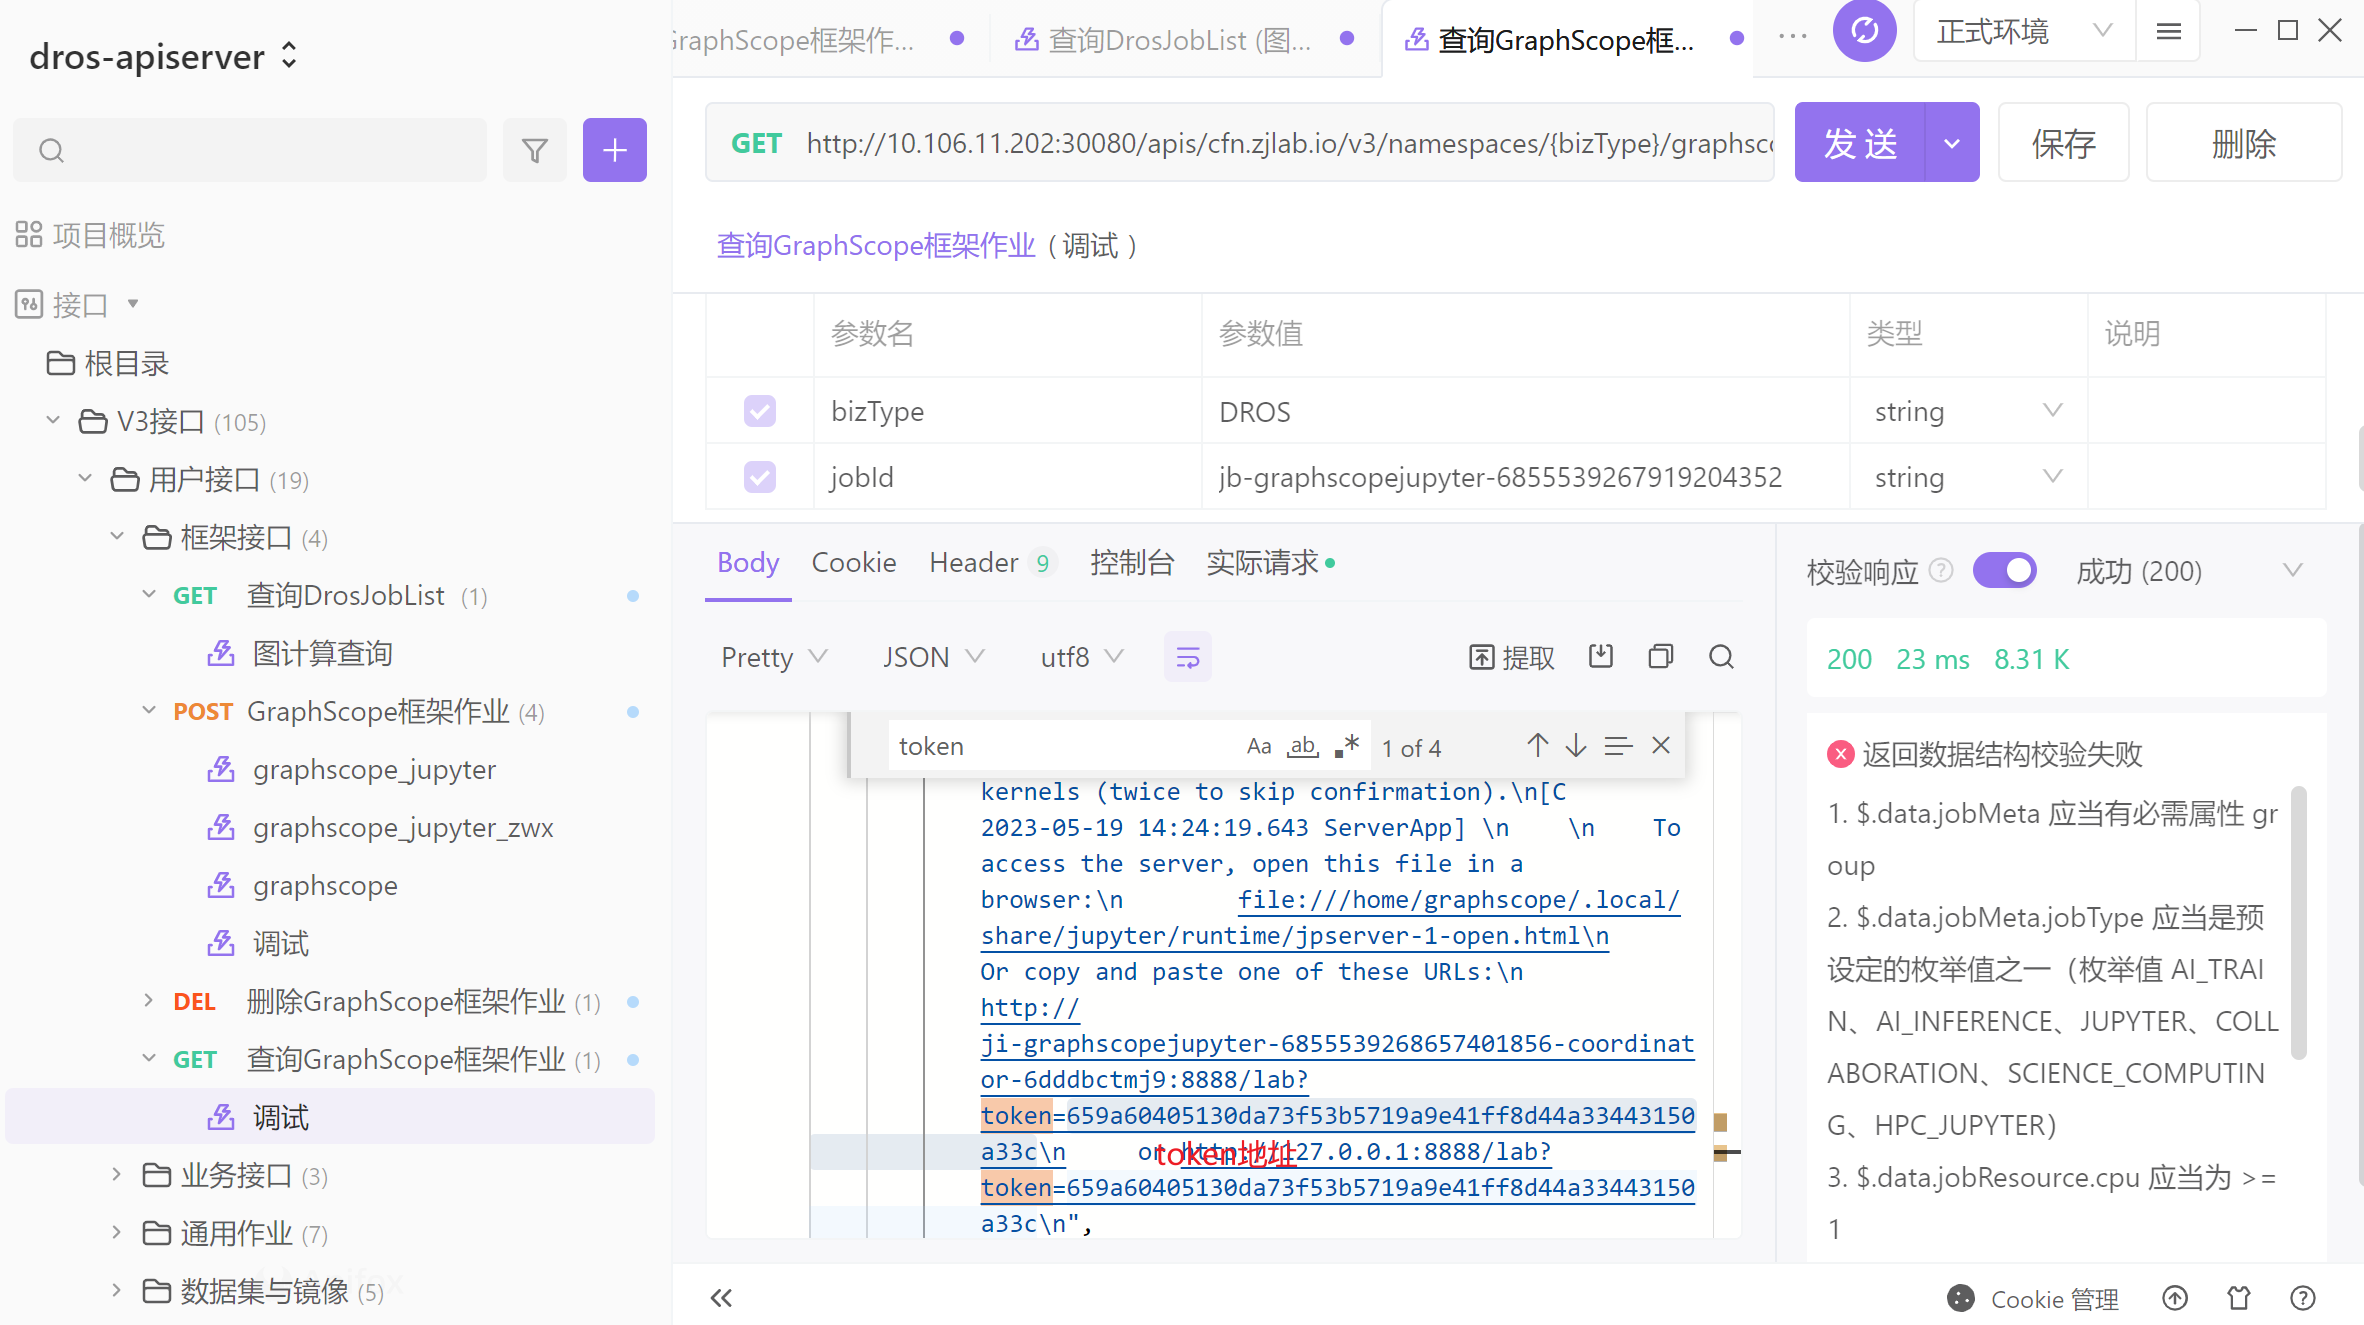 dros-apiserver
项目概览
接口
根目录
V3接口 (105)
用户接口 (19)
框架接口 (4)
GET 查询DrosJobList (1)
图计算查询
POST GraphScope框架作业 (4)
graphscope_jupyter
graphscope_jupyter_zwx
graphscope
调试
DEL 删除GraphScope框架作业 (1)
GET 查询GraphScope框架作业 (1)
调试
业务接口 (3)
通用作业 (7)
数据集与镜像 (5)
GraphScope框架作... 查询DrosJobList (图... 查询GraphScope框... ... 正式环境
GET http://10.106.11.202:30080/apis/cfn.zjlab.io/v3/namespaces/{bizType}/graphsc 发送 保存 删除
查询GraphScope框架作业 (调试)
参数名 参数值 类型 说明
bizType DROS string
jobId jb-graphscopejupyter-6855539267919204352 string
Body Cookie Header 9 控制台 实际请求
Pretty JSON utf8 提取
token Aa ab .* 1 of 4
kernels (twice to skip confirmation).\n[C
2023-05-19 14:24:19.643 ServerApp] \n    \n    To
access the server, open this file in a
browser:\n        file:///home/graphscope/.local/
share/jupyter/runtime/jpserver-1-open.html\n
Or copy and paste one of these URLs:\n
http://
ji-graphscopejupyter-6855539268657401856-coordinat
or-6dddbctmj9:8888/lab?
token=659a60405130da73f53b5719a9e41ff8d44a33443150
a33c\n     or http://127.0.0.1:8888/lab?
token地址
token=659a60405130da73f53b5719a9e41ff8d44a33443150
a33c\n",
校验响应 成功 (200)
200 23 ms 8.31 K
返回数据结构校验失败
1. $.data.jobMeta 应当有必需属性 gr
oup
2. $.data.jobMeta.jobType 应当是预
设定的枚举值之一（枚举值 AI_TRAI
N、AI_INFERENCE、JUPYTER、COLL
ABORATION、SCIENCE_COMPUTIN
G、HPC_JUPYTER）
3. $.data.jobResource.cpu 应当为 >=
1
Cookie 管理